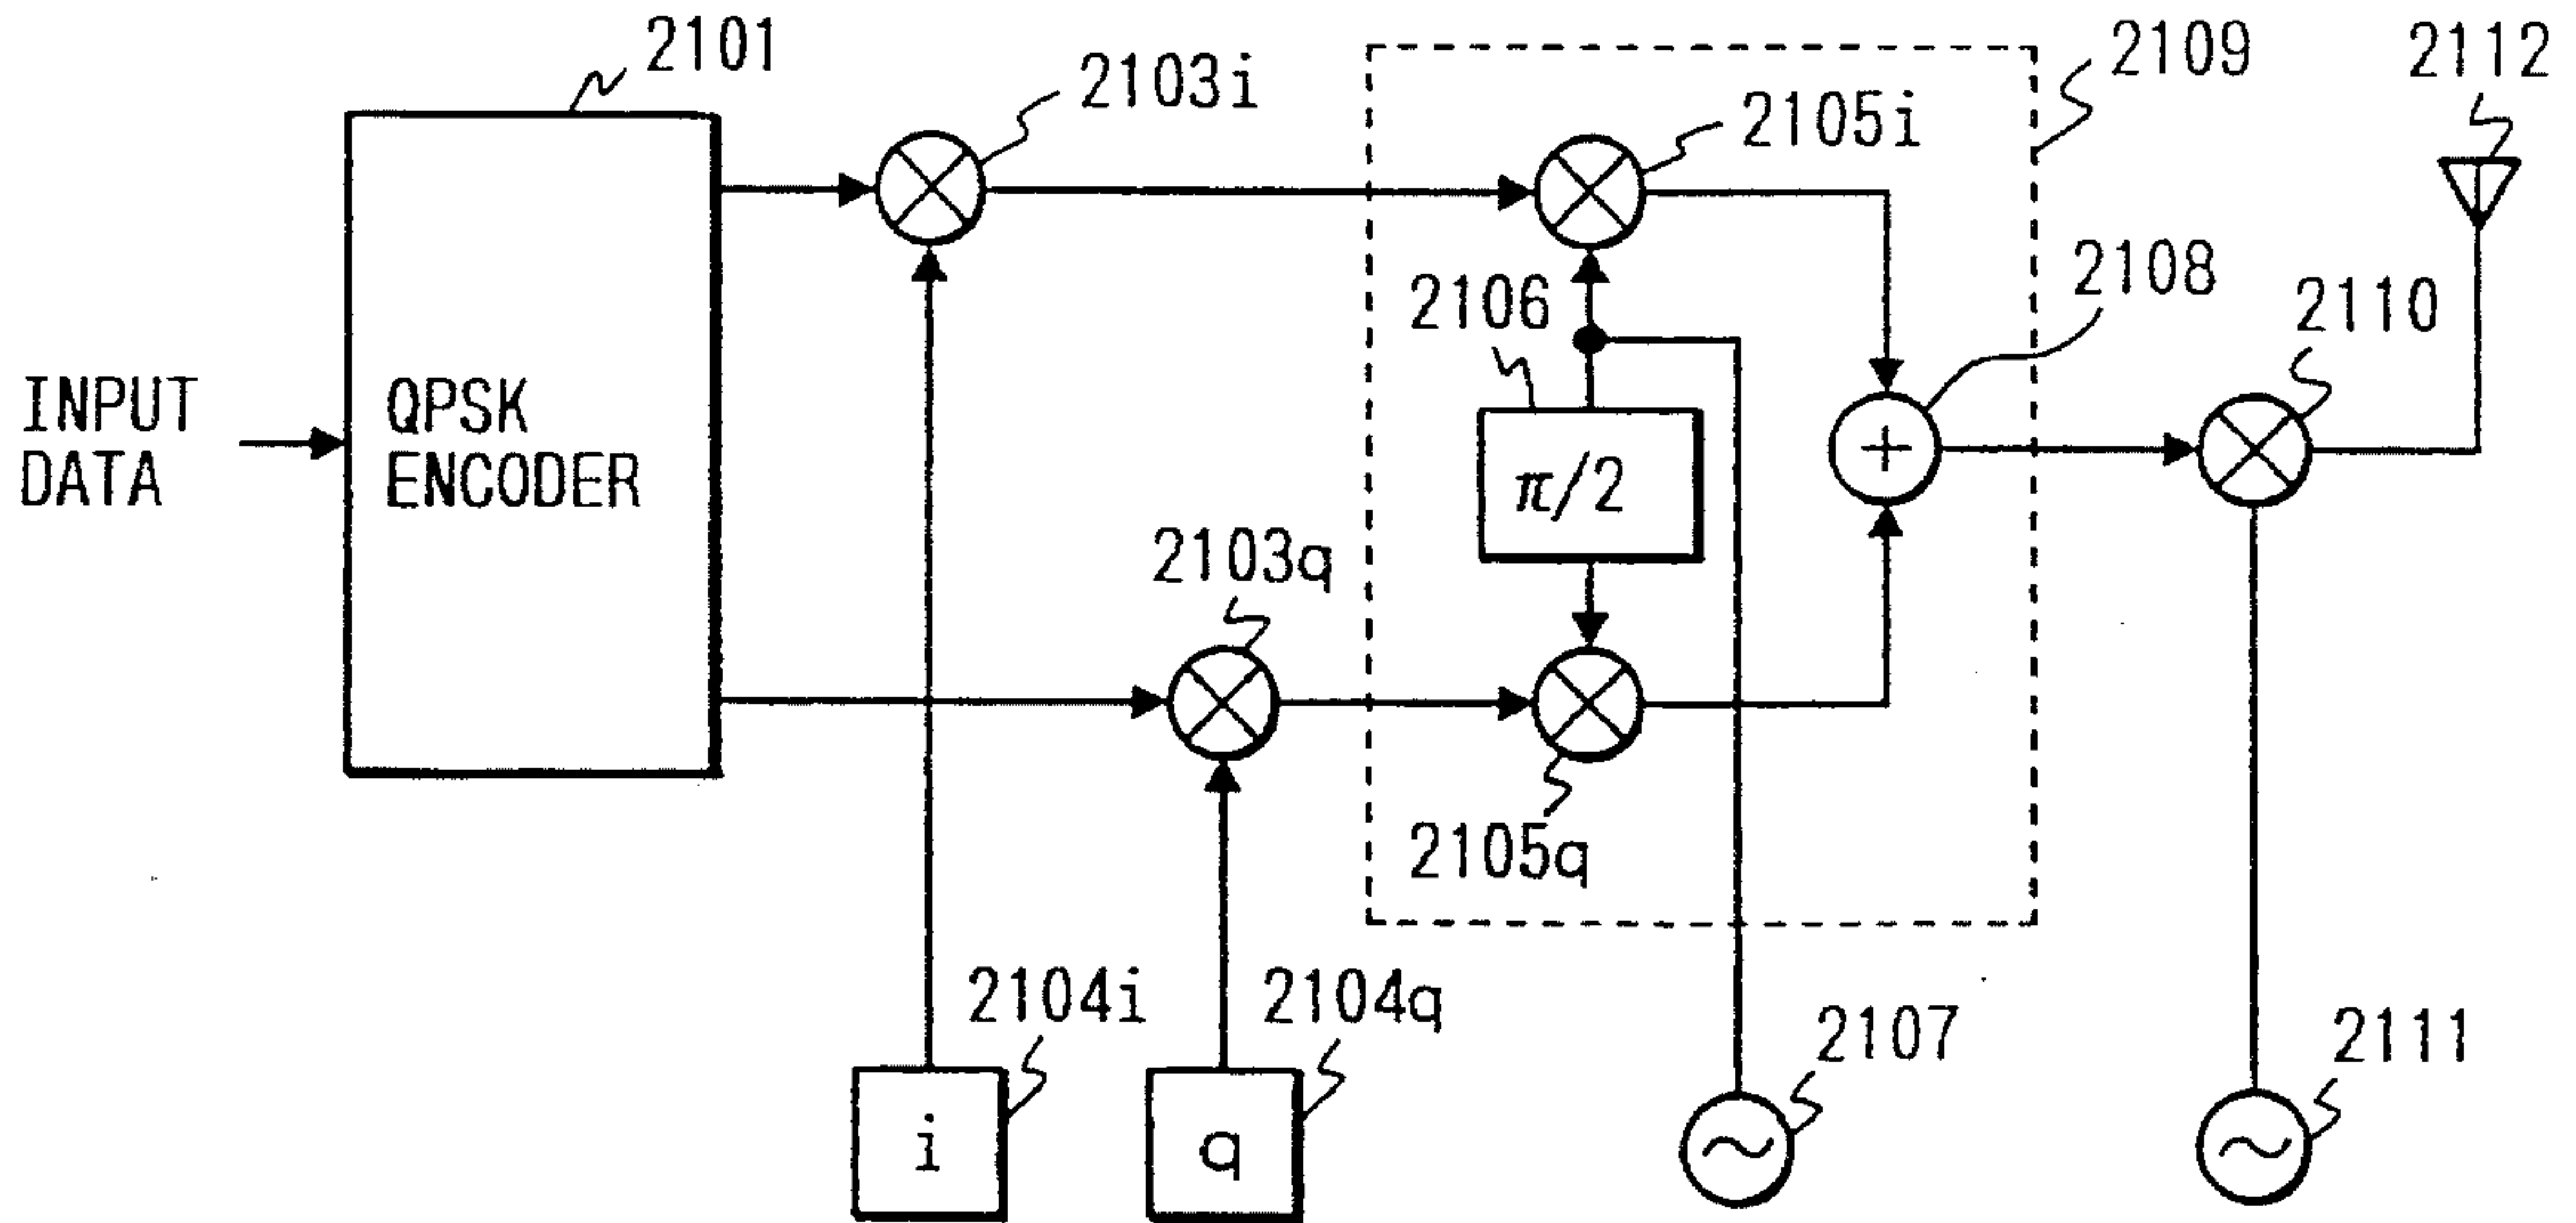 2101
2103i
2105i
2109
2112
2106
2108
2110
INPUT
DATA
QPSK
ENCODER
π/2
+
2103q
2105q
2104i
2104q
2107
2111
i
q